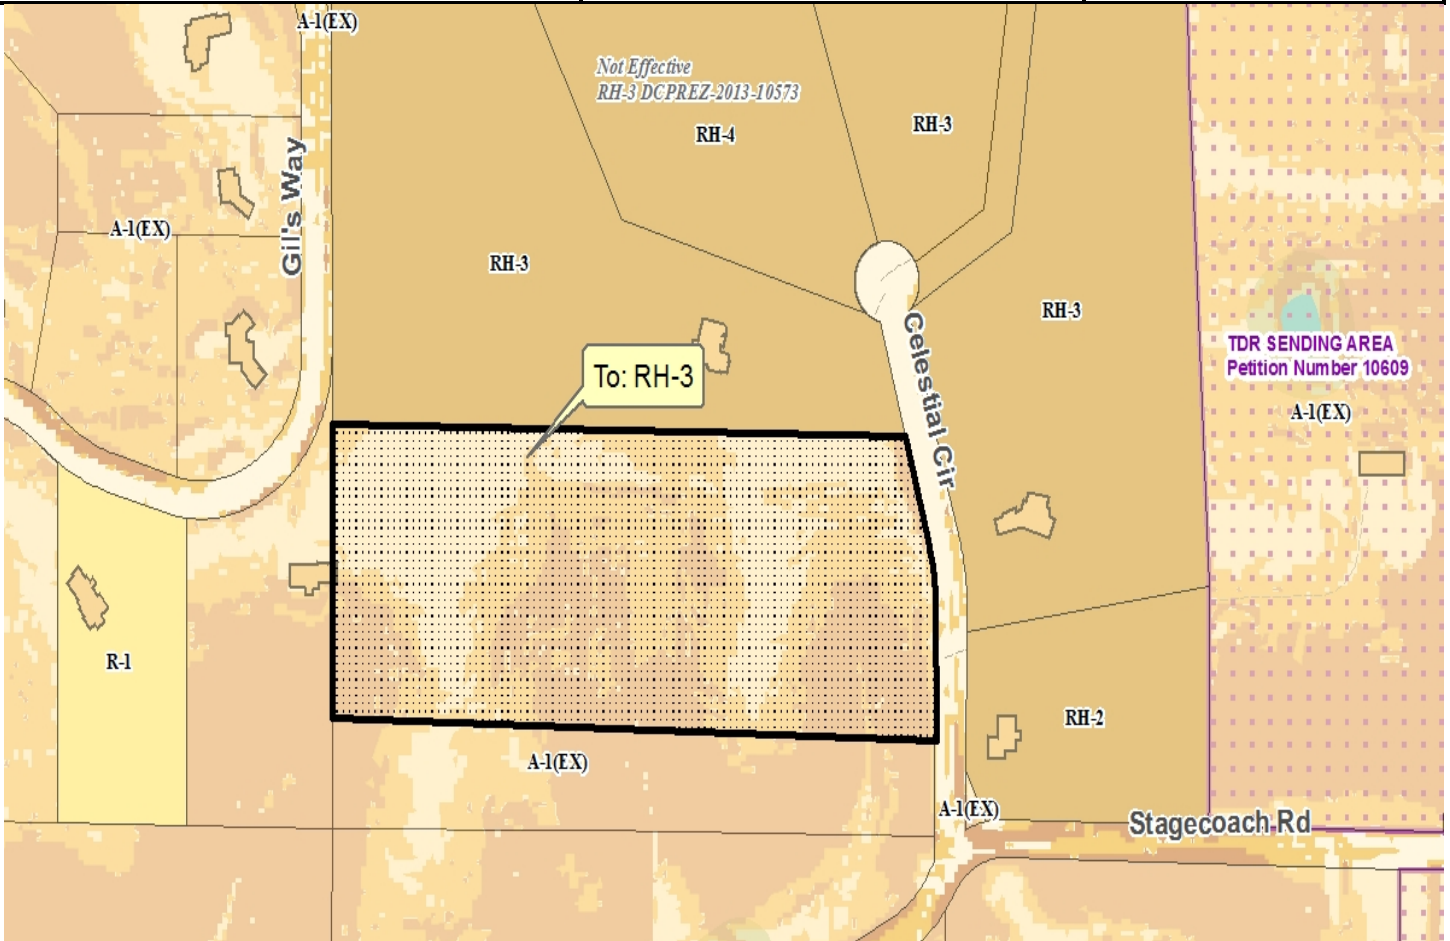 A-1(EX)
Not Effective
RH-3 DCPREZ-2013-10573
RH-4
RH-3
Gil's Way
A-1(EX)
RH-3
RH-3
Celestial Cir
TDR SENDING AREA
Petition Number 10609
A-1(EX)
To: RH-3
R-1
RH-2
A-1(EX)
A-1(EX)
Stagecoach Rd